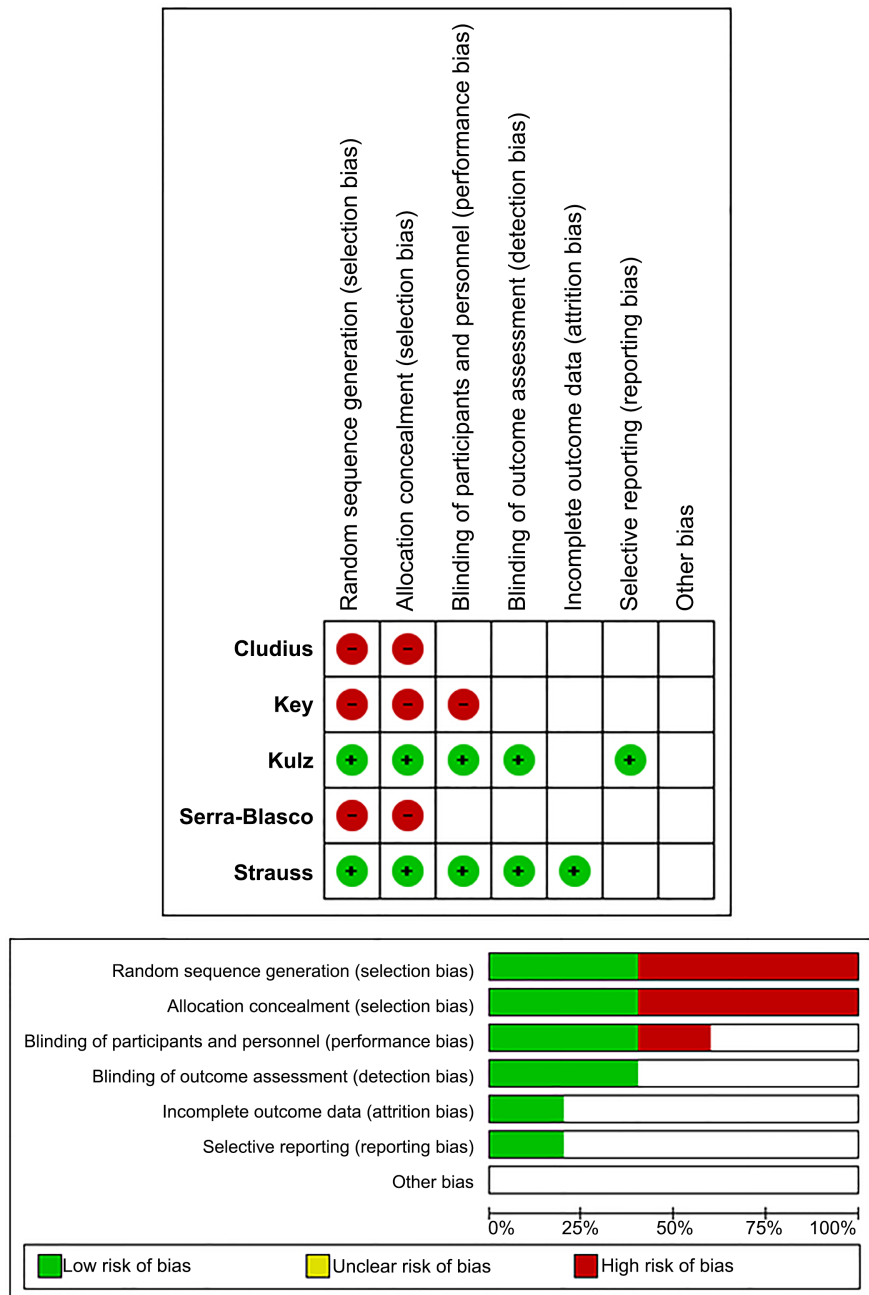 Random sequence generation (selection bias)
Allocation concealment (selection bias)
Blinding of participants and personnel (performance bias)
Blinding of outcome assessment (detection bias)
Incomplete outcome data (attrition bias)
Selective reporting (reporting bias)
Other bias
Cludius - -
Key - - -
Kulz + + + + +
Serra-Blasco - -
Strauss + + + + +
Random sequence generation (selection bias)
Allocation concealment (selection bias)
Blinding of participants and personnel (performance bias)
Blinding of outcome assessment (detection bias)
Incomplete outcome data (attrition bias)
Selective reporting (reporting bias)
Other bias
0% 25% 50% 75% 100%
Low risk of bias Unclear risk of bias High risk of bias